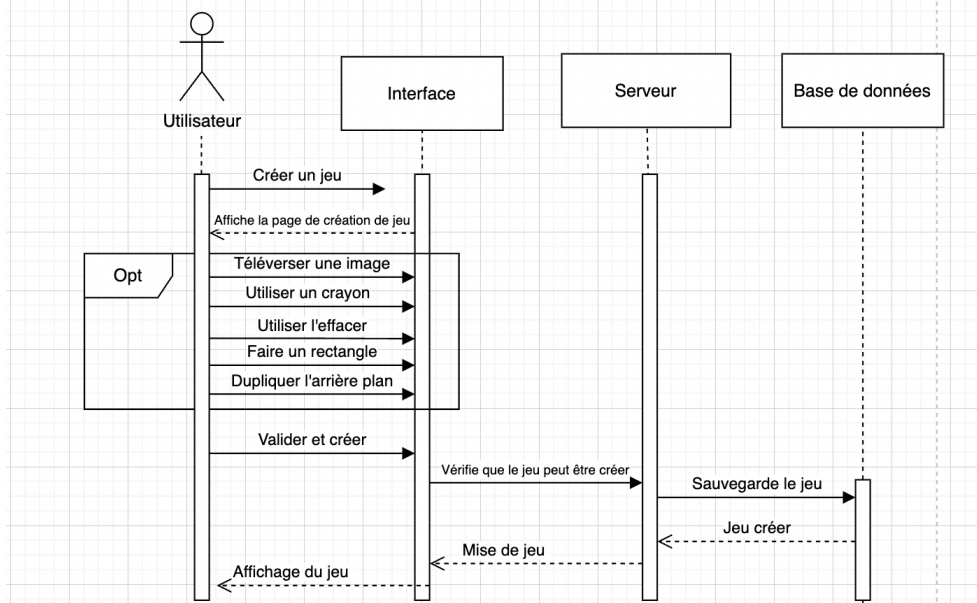 Utilisateur
Interface
Serveur
Base de données
Créer un jeu
Affiche la page de création de jeu
Opt
Téléverser une image
Utiliser un crayon
Utiliser l'effacer
Faire un rectangle
Dupliquer l'arrière plan
Valider et créer
Vérifie que le jeu peut être créer
Sauvegarde le jeu
Jeu créer
Mise de jeu
Affichage du jeu